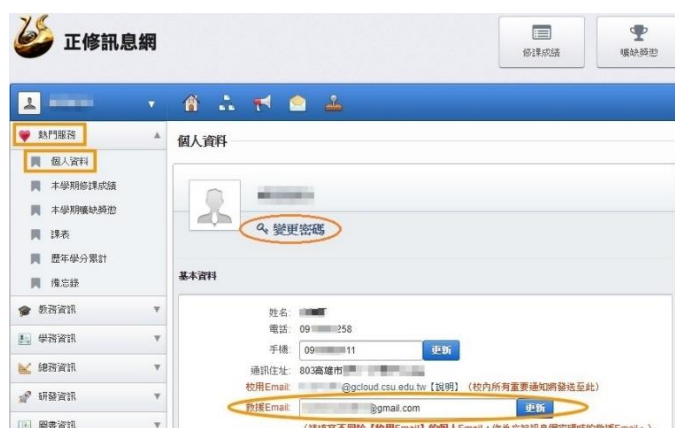 正修訊息網
修課成績
曠缺獎懲
熱門服務
個人資料
個人資料
本學期修課成績
本學期曠缺獎懲
課表
變更密碼
歷年學分累計
備忘錄
基本資料
教務資訊
姓名:
電話: 09 258
學務資訊
手機: 09 11 更新
總務資訊
通訊住址: 803高雄市
校用Email: @gcloud.csu.edu.tw【說明】(校內所有重要通知將發送至此)
研發資訊
救援Email: @gmail.com 更新
圖書資訊